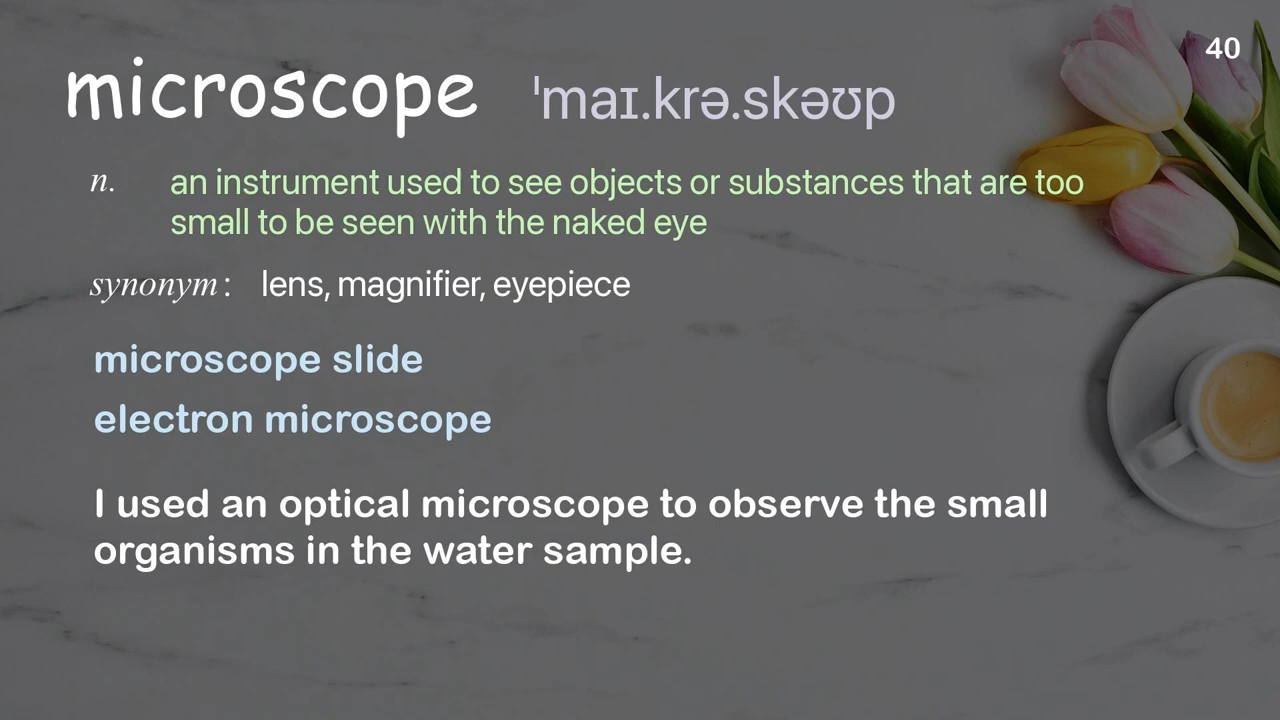 40
microscope ˈmaɪ.krə.skəʊp
n. an instrument used to see objects or substances that are too
small to be seen with the naked eye
synonym : lens, magnifier, eyepiece
microscope slide
electron microscope
I used an optical microscope to observe the small
organisms in the water sample.